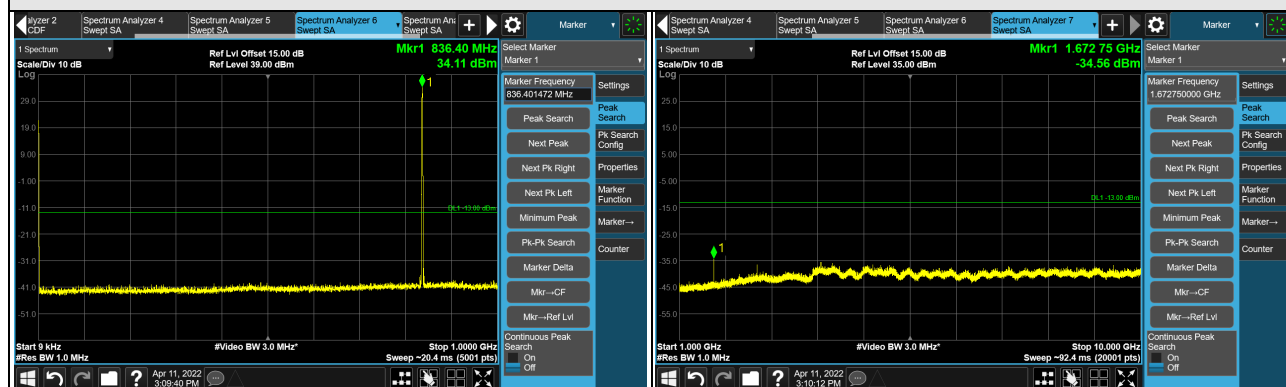 alyzer 2
CDF
Spectrum Analyzer 4
Swept SA
Spectrum Analyzer 5
Swept SA
Spectrum Analyzer 6
Swept SA
Spectrum Ana
Swept SA
Marker
1 Spectrum
Scale/Div 10 dB
Log
Ref Lvl Offset 15.00 dB
Ref Level 39.00 dBm
Mkr1 836.40 MHz
34.11 dBm
1
29.0
19.0
9.00
-1.00
-11.0
-21.0
-31.0
-41.0
-51.0
DL1 -13.00 dBm
Start 9 kHz
#Res BW 1.0 MHz
#Video BW 3.0 MHz*
Stop 1.0000 GHz
Sweep ~20.4 ms (5001 pts)
Select Marker
Marker 1
Marker Frequency
836.401472 MHz
Peak Search
Next Peak
Next Pk Right
Next Pk Left
Minimum Peak
Pk-Pk Search
Marker Delta
Mkr→CF
Mkr→Ref Lvl
Continuous Peak
Search
On
Off
Settings
Peak
Search
Pk Search
Config
Properties
Marker
Function
Marker→
Counter
Apr 11, 2022
3:09:40 PM
Spectrum Analyzer 4
Swept SA
Spectrum Analyzer 5
Swept SA
Spectrum Analyzer 6
Swept SA
Spectrum Analyzer 7
Swept SA
Marker
1 Spectrum
Scale/Div 10 dB
Log
Ref Lvl Offset 15.00 dB
Ref Level 35.00 dBm
Mkr1 1.672 75 GHz
-34.56 dBm
25.0
15.0
5.00
-5.00
-15.0
-25.0
-35.0
-45.0
-55.0
DL1 -13.00 dBm
1
Start 1.000 GHz
#Res BW 1.0 MHz
#Video BW 3.0 MHz*
Stop 10.000 GHz
Sweep ~92.4 ms (20001 pts)
Select Marker
Marker 1
Marker Frequency
1.672750000 GHz
Peak Search
Next Peak
Next Pk Right
Next Pk Left
Minimum Peak
Pk-Pk Search
Marker Delta
Mkr→CF
Mkr→Ref Lvl
Continuous Peak
Search
On
Off
Settings
Peak
Search
Pk Search
Config
Properties
Marker
Function
Marker→
Counter
Apr 11, 2022
3:10:12 PM